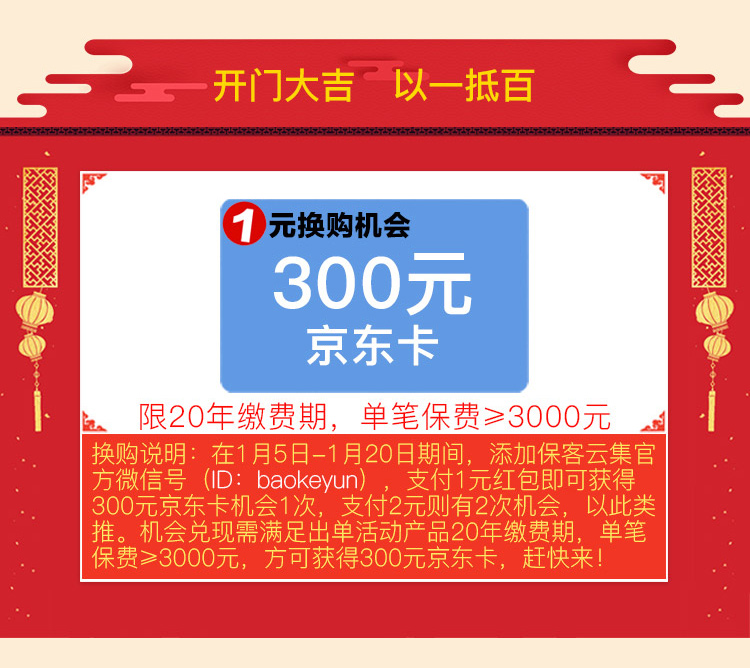 开门大吉 以一抵百
1元换购机会
300元
京东卡
限20年缴费期，单笔保费≥3000元
换购说明：在1月5日-1月20日期间，添加保客云集官
方微信号（ID：baokeyun），支付1元红包即可获得
300元京东卡机会1次，支付2元则有2次机会，以此类
推。机会兑现需满足出单活动产品20年缴费期，单笔
保费≥3000元，方可获得300元京东卡，赶快来！